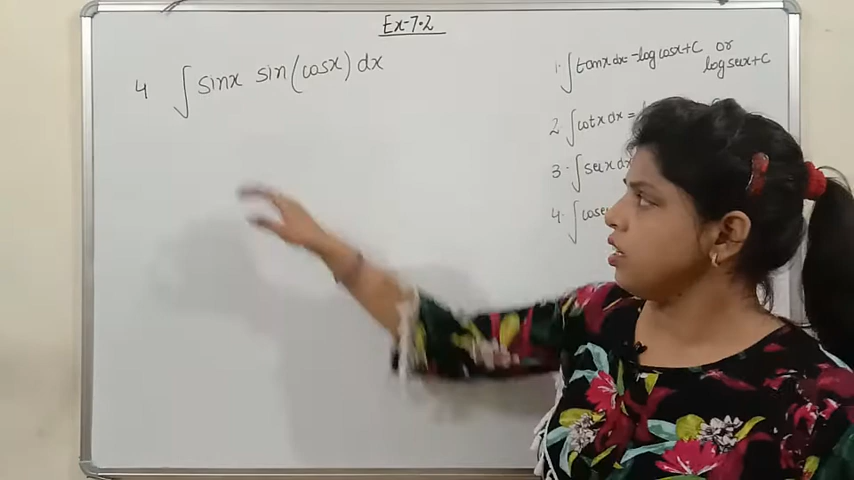 Ex-7.2
4 ∫ sinx sin(cosx) dx
1. ∫tanx dx = -log cosx + C or
log secx + C
2. ∫cotx dx =
3. ∫secx dx
4. ∫